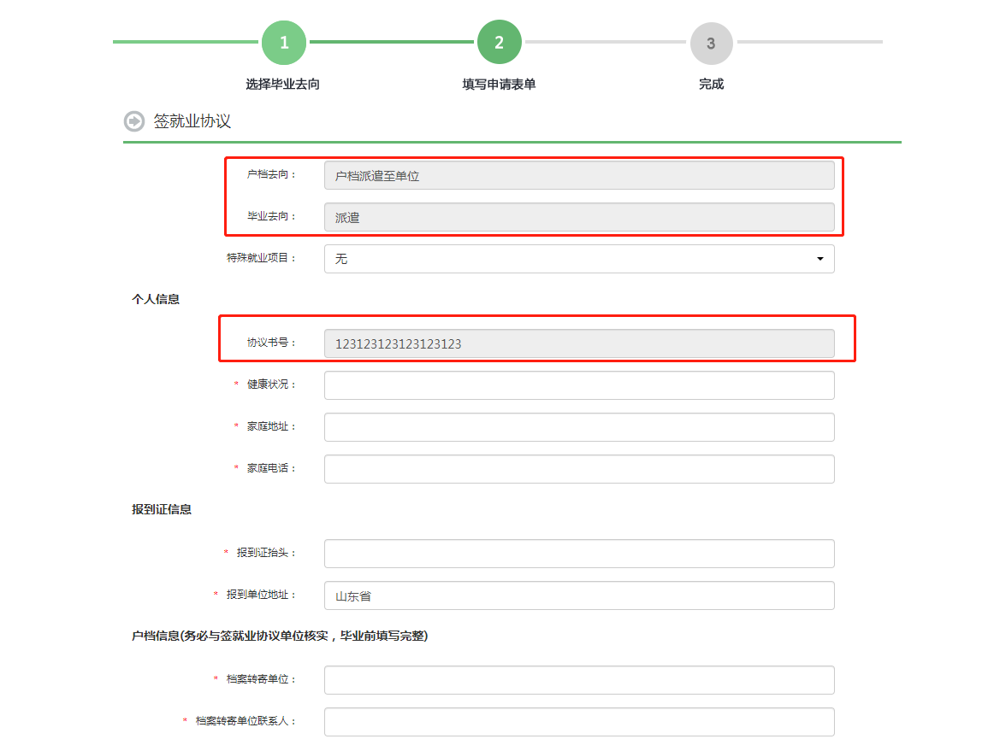 1
2
3
选择毕业去向
填写申请表单
完成
签就业协议
户档去向： 户档派遣至单位
毕业去向： 派遣
特殊就业项目： 无
个人信息
协议书号： 123123123123123123
* 健康状况：
* 家庭地址：
* 家庭电话：
报到证信息
* 报到证抬头：
* 报到单位地址： 山东省
户档信息(务必与签就业协议单位核实，毕业前填写完整)
* 档案转寄单位：
* 档案转寄单位联系人：